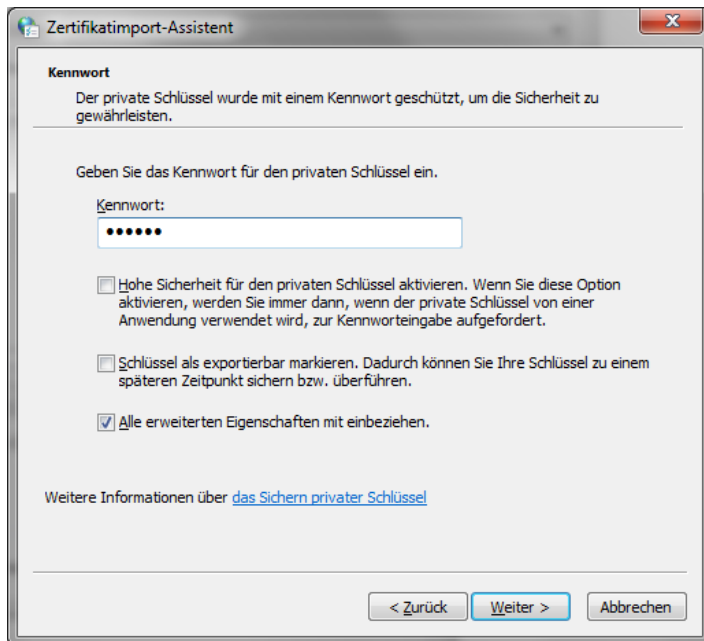 Zertifikatimport-Assistent
Kennwort
Der private Schlüssel wurde mit einem Kennwort geschützt, um die Sicherheit zu
gewährleisten.
Geben Sie das Kennwort für den privaten Schlüssel ein.
Kennwort:
••••••
Hohe Sicherheit für den privaten Schlüssel aktivieren. Wenn Sie diese Option
aktivieren, werden Sie immer dann, wenn der private Schlüssel von einer
Anwendung verwendet wird, zur Kennworteingabe aufgefordert.
Schlüssel als exportierbar markieren. Dadurch können Sie Ihre Schlüssel zu einem
späteren Zeitpunkt sichern bzw. überführen.
Alle erweiterten Eigenschaften mit einbeziehen.
Weitere Informationen über das Sichern privater Schlüssel
< Zurück Weiter > Abbrechen